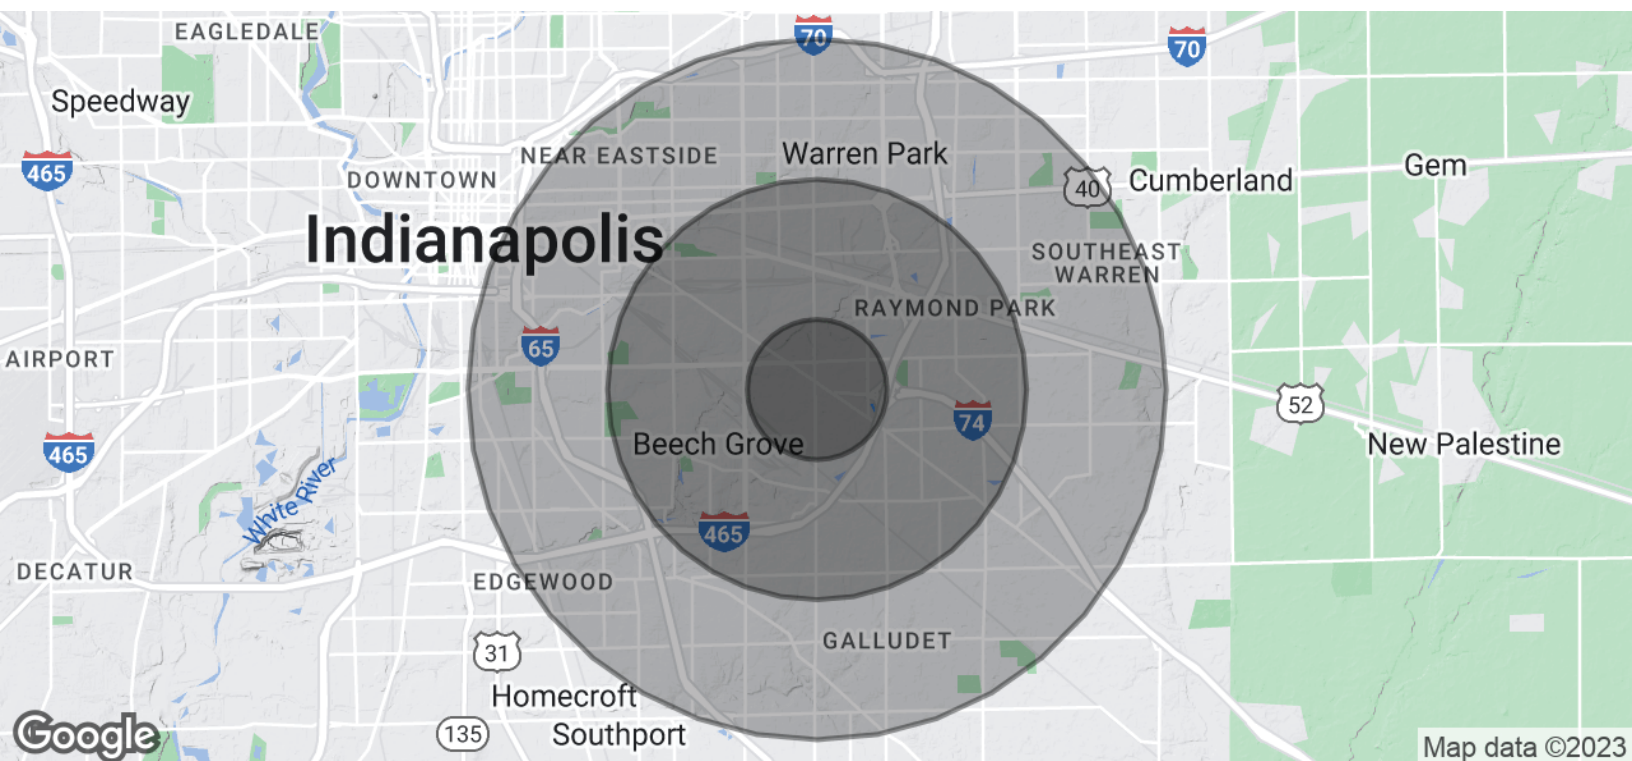 EAGLEDALE
70
70
Speedway
465
NEAR EASTSIDE
Warren Park
DOWNTOWN
40
Cumberland
Gem
Indianapolis
SOUTHEAST
WARREN
RAYMOND PARK
AIRPORT
65
465
74
52
Beech Grove
New Palestine
White River
465
DECATUR
EDGEWOOD
31
GALLUDET
Homecroft
135
Southport
Google
Map data ©2023